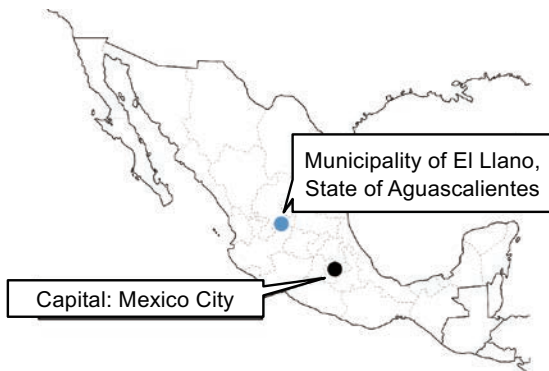 Municipality of El Llano,
State of Aguascalientes
Capital: Mexico City